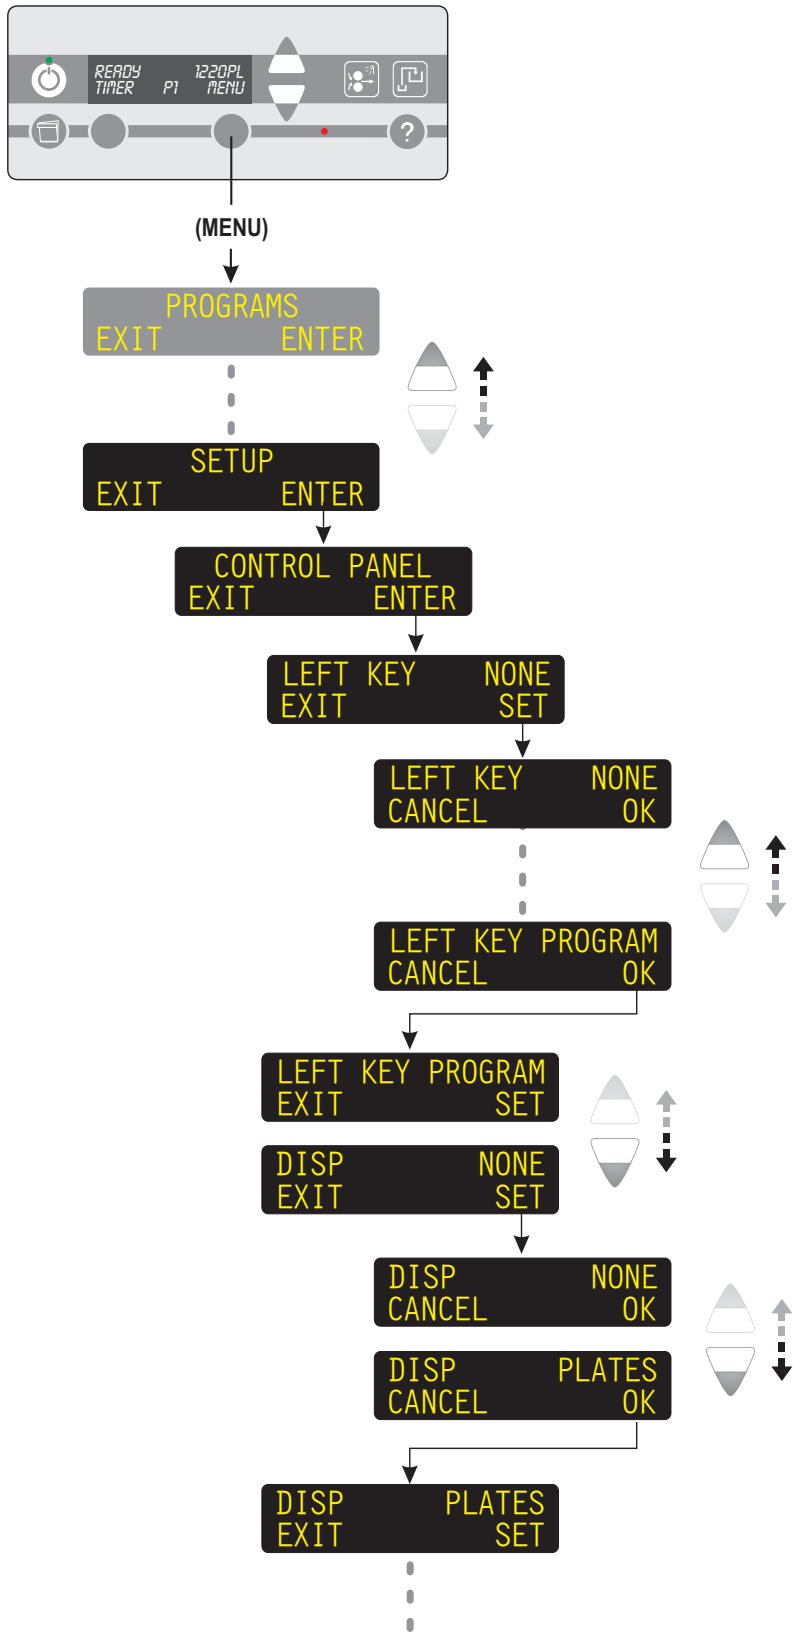 READY 1220PL
TIMER P1 MENU
?
(MENU)
PROGRAMS
EXIT ENTER
SETUP
EXIT ENTER
CONTROL PANEL
EXIT ENTER
LEFT KEY NONE
EXIT SET
LEFT KEY NONE
CANCEL OK
LEFT KEY PROGRAM
CANCEL OK
LEFT KEY PROGRAM
EXIT SET
DISP NONE
EXIT SET
DISP NONE
CANCEL OK
DISP PLATES
CANCEL OK
DISP PLATES
EXIT SET